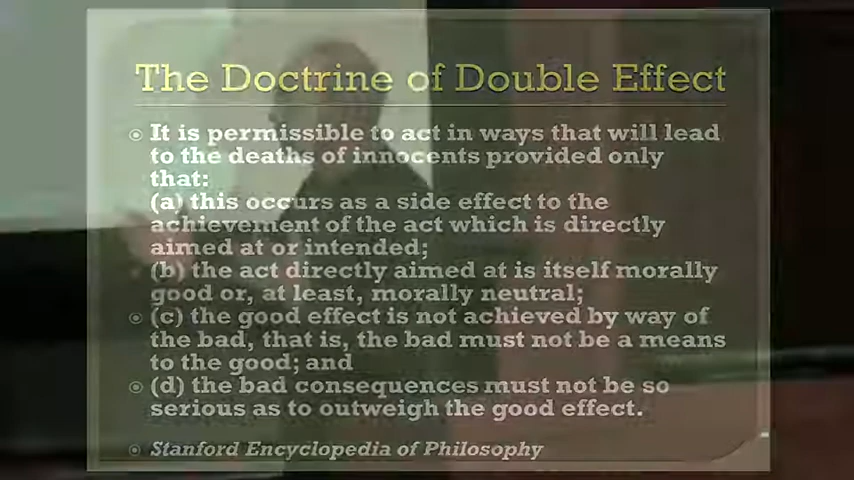 The Doctrine of Double Effect
It is permissible to act in ways that will lead
to the deaths of innocents provided only
that:
(a) this occurs as a side effect to the
achievement of the act which is directly
aimed at or intended;
(b) the act directly aimed at is itself morally
good or, at least, morally neutral;
(c) the good effect is not achieved by way of
the bad, that is, the bad must not be a means
to the good; and
(d) the bad consequences must not be so
serious as to outweigh the good effect.
Stanford Encyclopedia of Philosophy